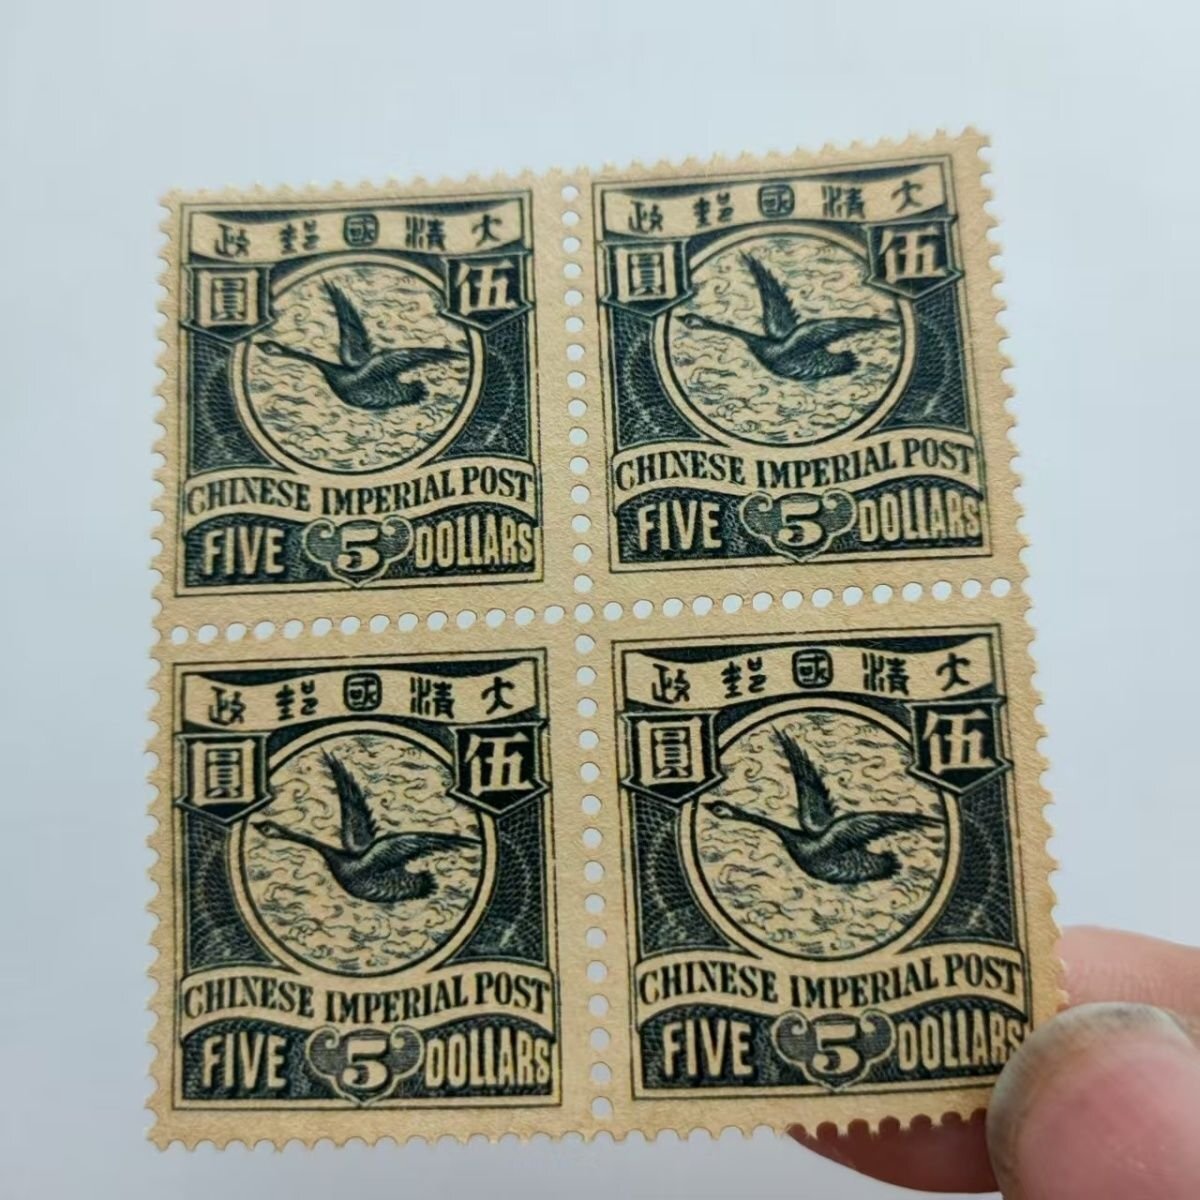 大清國郵政
伍圓
CHINESE IMPERIAL POST
FIVE 5 DOLLARS
大清國郵政
伍圓
CHINESE IMPERIAL POST
FIVE 5 DOLLARS
大清國郵政
伍圓
CHINESE IMPERIAL POST
FIVE 5 DOLLARS
大清國郵政
伍圓
CHINESE IMPERIAL POST
FIVE 5 DOLLARS